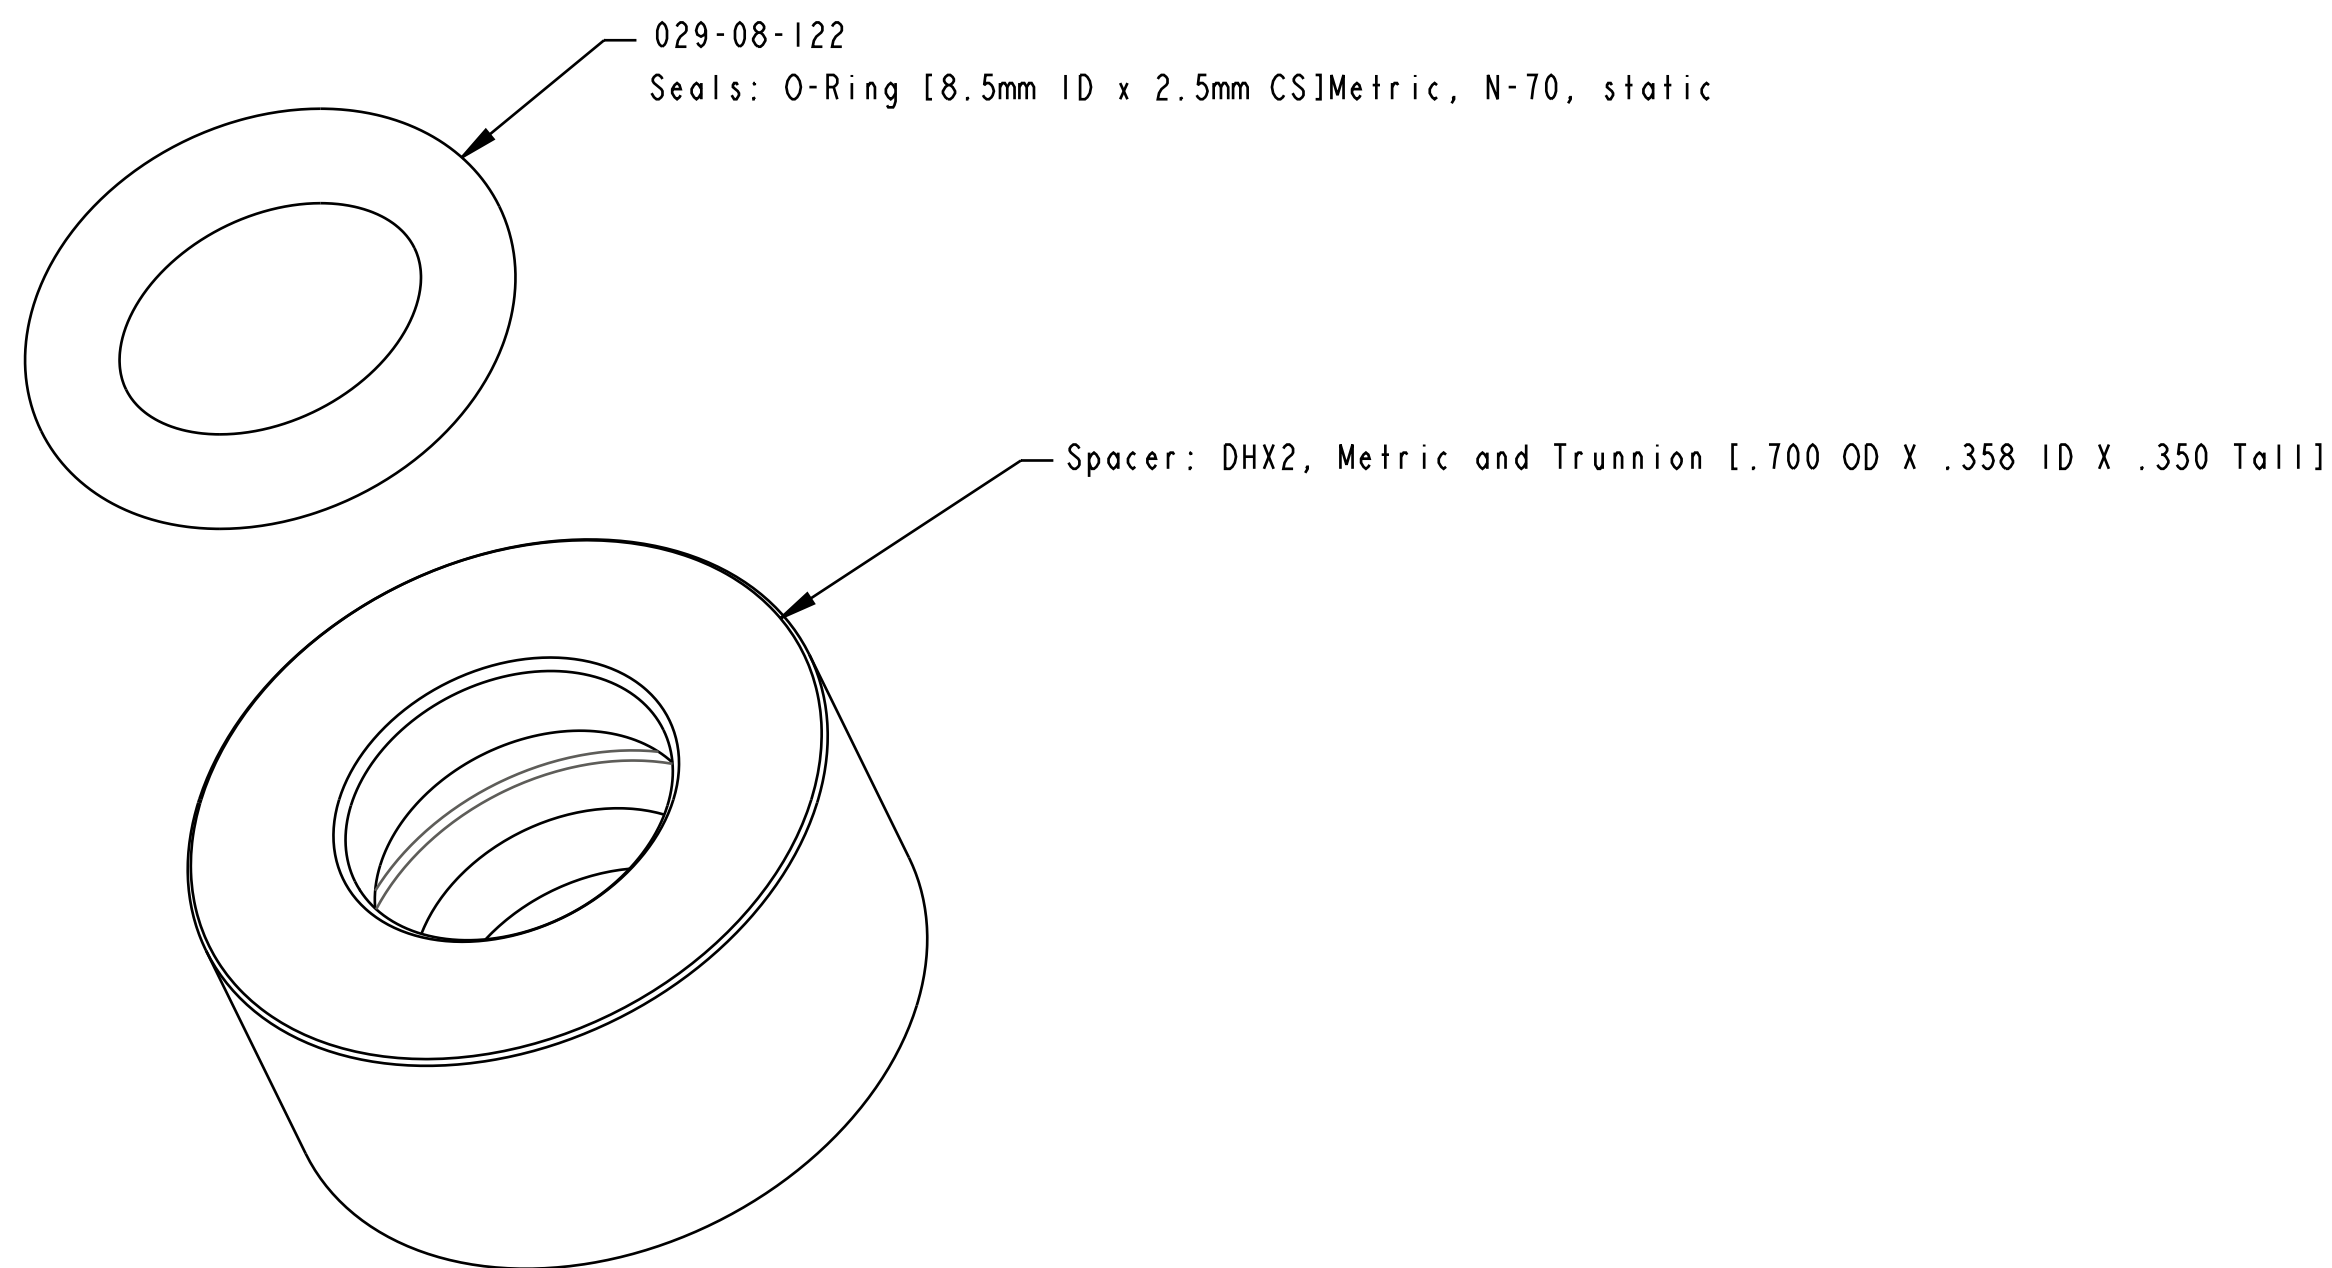 029-08-122
Seals: O-Ring [8.5mm ID x 2.5mm CS]Metric, N-70, static
Spacer: DHX2, Metric and Trunnion [.700 OD X .358 ID X .350 Tall]